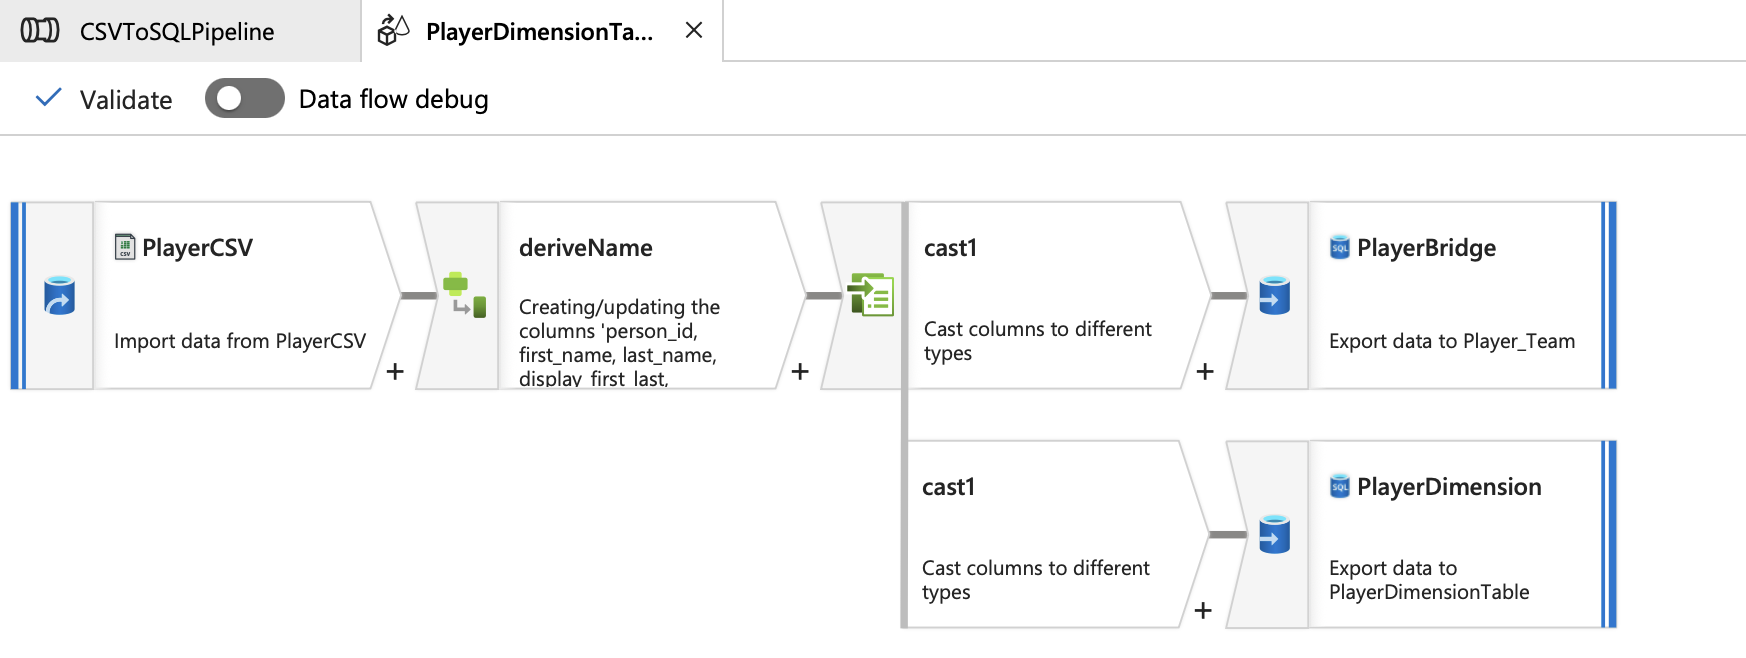 CSVToSQLPipeline
PlayerDimensionTa...
Validate
Data flow debug
PlayerCSV
Import data from PlayerCSV
+
deriveName
Creating/updating the
columns 'person_id,
first_name, last_name,
display_first_last,
+
cast1
Cast columns to different
types
+
PlayerBridge
Export data to Player_Team
cast1
Cast columns to different
types
+
PlayerDimension
Export data to
PlayerDimensionTable